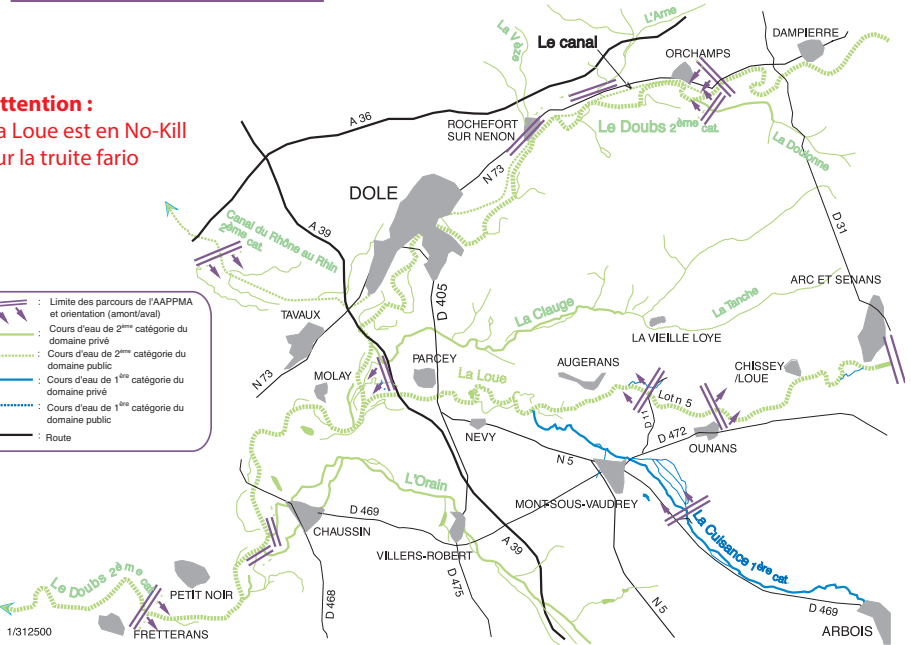 ttention :
a Loue est en No-Kill
ur la truite fario
L'Arne
La Vèze
Le canal
ORCHAMPS
DAMPIERRE
A 36
ROCHEFORT
SUR NENON
Le Doubs 2ème cat.
La Doulonne
N 73
DOLE
D 31
Canal du Rhône au Rhin
2ème cat.
A 39
D 405
ARC ET SENANS
La Clauge
La Tanche
: Limite des parcours de l'AAPPMA
et orientation (amont/aval)
: Cours d'eau de 2ème catégorie du
domaine privé
: Cours d'eau de 2ème catégorie du
domaine public
: Cours d'eau de 1ère catégorie du
domaine privé
: Cours d'eau de 1ère catégorie du
domaine public
: Route
TAVAUX
LA VIEILLE LOYE
N 73
MOLAY
PARCEY
La Loue
AUGERANS
CHISSEY
/LOUE
Lot n 5
NEVY
D 472
OUNANS
N 5
L'Orain
MONT-SOUS-VAUDREY
D 469
CHAUSSIN
VILLERS-ROBERT
A 39
La Cuisance 1ère cat.
Le Doubs 2ème cat.
PETIT NOIR
D 468
D 475
N 5
D 469
FRETTERANS
ARBOIS
1/312500